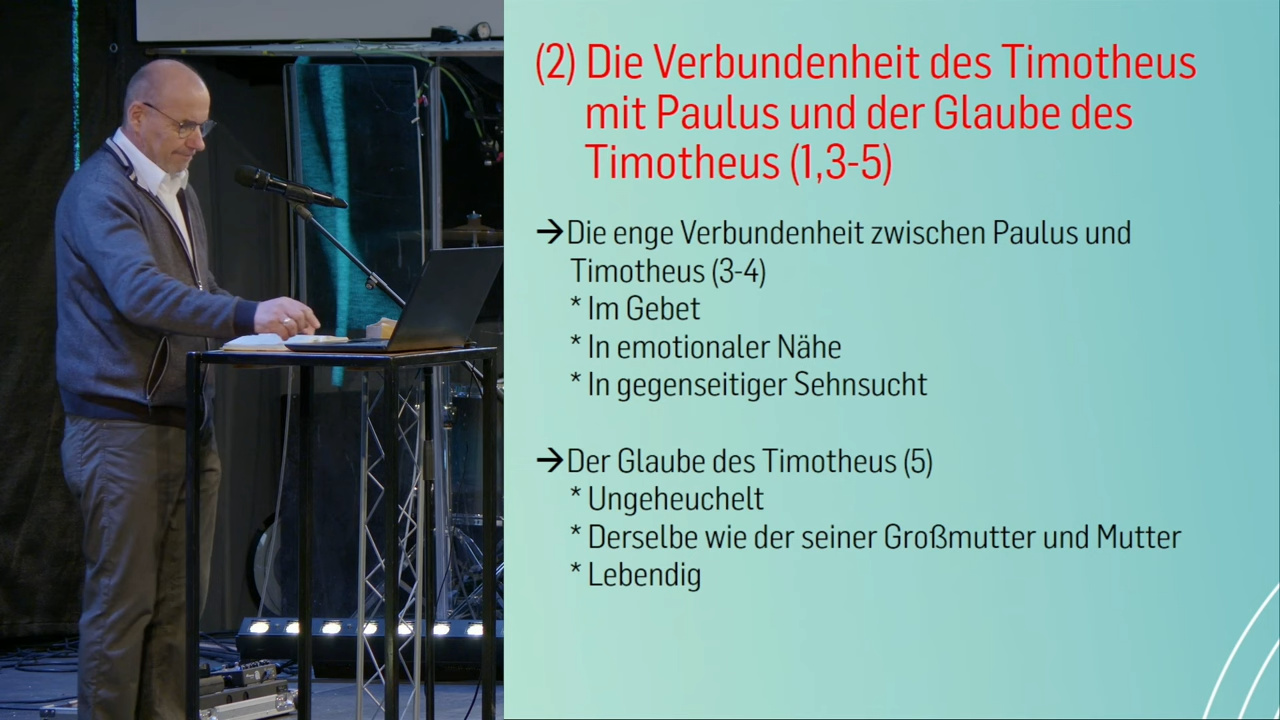 (2) Die Verbundenheit des Timotheus
mit Paulus und der Glaube des
Timotheus (1,3-5)
→Die enge Verbundenheit zwischen Paulus und
Timotheus (3-4)
* Im Gebet
* In emotionaler Nähe
* In gegenseitiger Sehnsucht
→Der Glaube des Timotheus (5)
* Ungeheuchelt
* Derselbe wie der seiner Großmutter und Mutter
* Lebendig